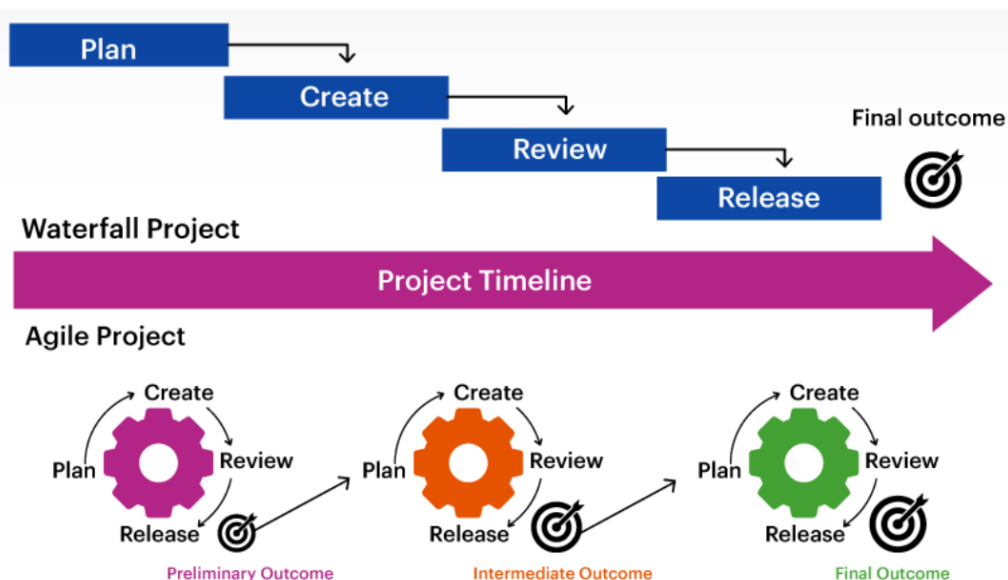 Plan
Create
Review
Release
Final outcome
Waterfall Project
Project Timeline
Agile Project
Create
Plan
Review
Release
Preliminary Outcome
Create
Plan
Review
Release
Intermediate Outcome
Create
Plan
Review
Release
Final Outcome